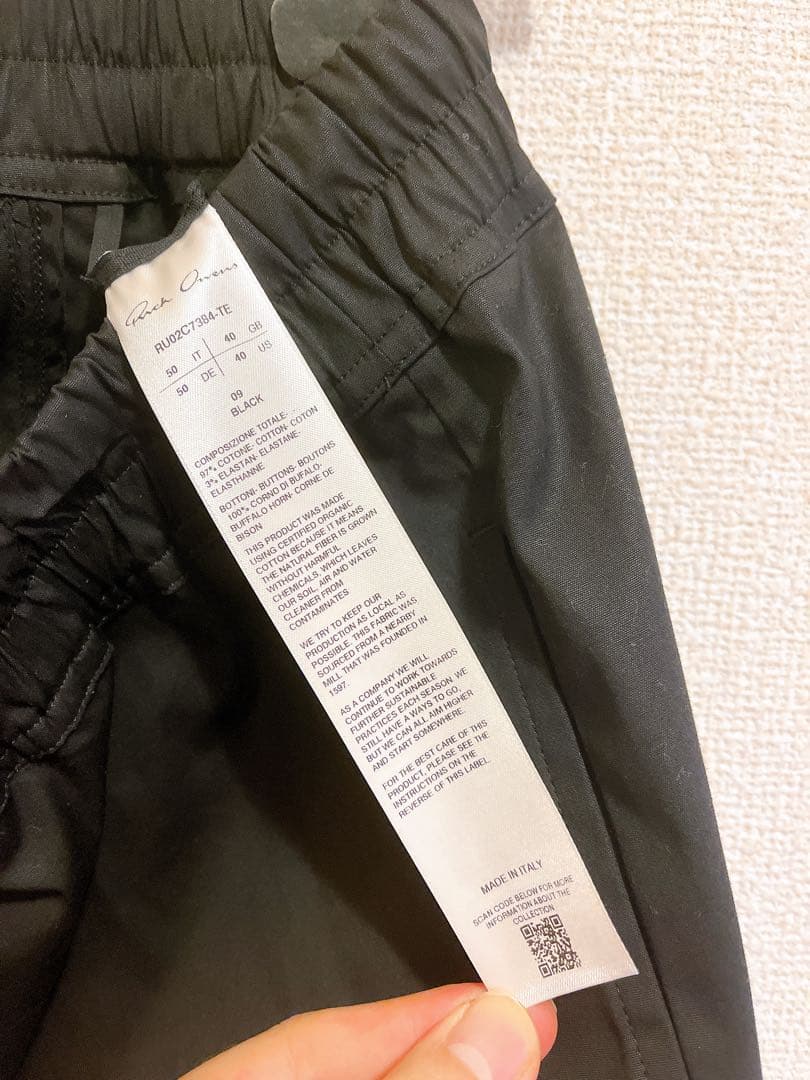 Rick Owens
RU02C7384-TE
50 IT 40 GB
50 DE 40 US
09
BLACK
COMPOSIZIONE TOTALE-
97% COTONE- COTTON- COTON
3% ELASTAN- ELASTANE-
ELASTHANNE
BOTTONI- BUTTONS- BOUTONS
100% CORNO DI BUFALO-
BUFFALO HORN- CORNE DE
BISON
THIS PRODUCT WAS MADE
USING CERTIFIED ORGANIC
COTTON BECAUSE IT MEANS
THE NATURAL FIBER IS GROWN
WITHOUT HARMFUL
CHEMICALS, WHICH LEAVES
OUR SOIL, AIR AND WATER
CLEANER FROM
CONTAMINATES
WE TRY TO KEEP OUR
PRODUCTION AS LOCAL AS
POSSIBLE. THIS FABRIC WAS
SOURCED FROM A NEARBY
MILL THAT WAS FOUNDED IN
1597.
AS A COMPANY WE WILL
CONTINUE TO WORK TOWARDS
FURTHER SUSTAINABLE
PRACTICES EACH SEASON. WE
STILL HAVE A WAYS TO GO,
BUT WE CAN ALL AIM HIGHER
AND START SOMEWHERE.
FOR THE BEST CARE OF THIS
PRODUCT, PLEASE SEE THE
INSTRUCTIONS ON THE
REVERSE OF THIS LABEL
MADE IN ITALY
SCAN CODE BELOW FOR MORE
INFORMATION ABOUT THE
COLLECTION